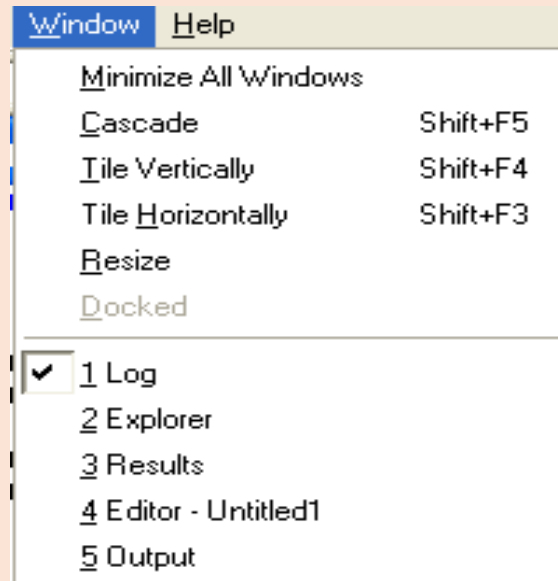 Window Help
Minimize All Windows
Cascade Shift+F5
Tile Vertically Shift+F4
Tile Horizontally Shift+F3
Resize
Docked
1 Log
2 Explorer
3 Results
4 Editor - Untitled1
5 Output